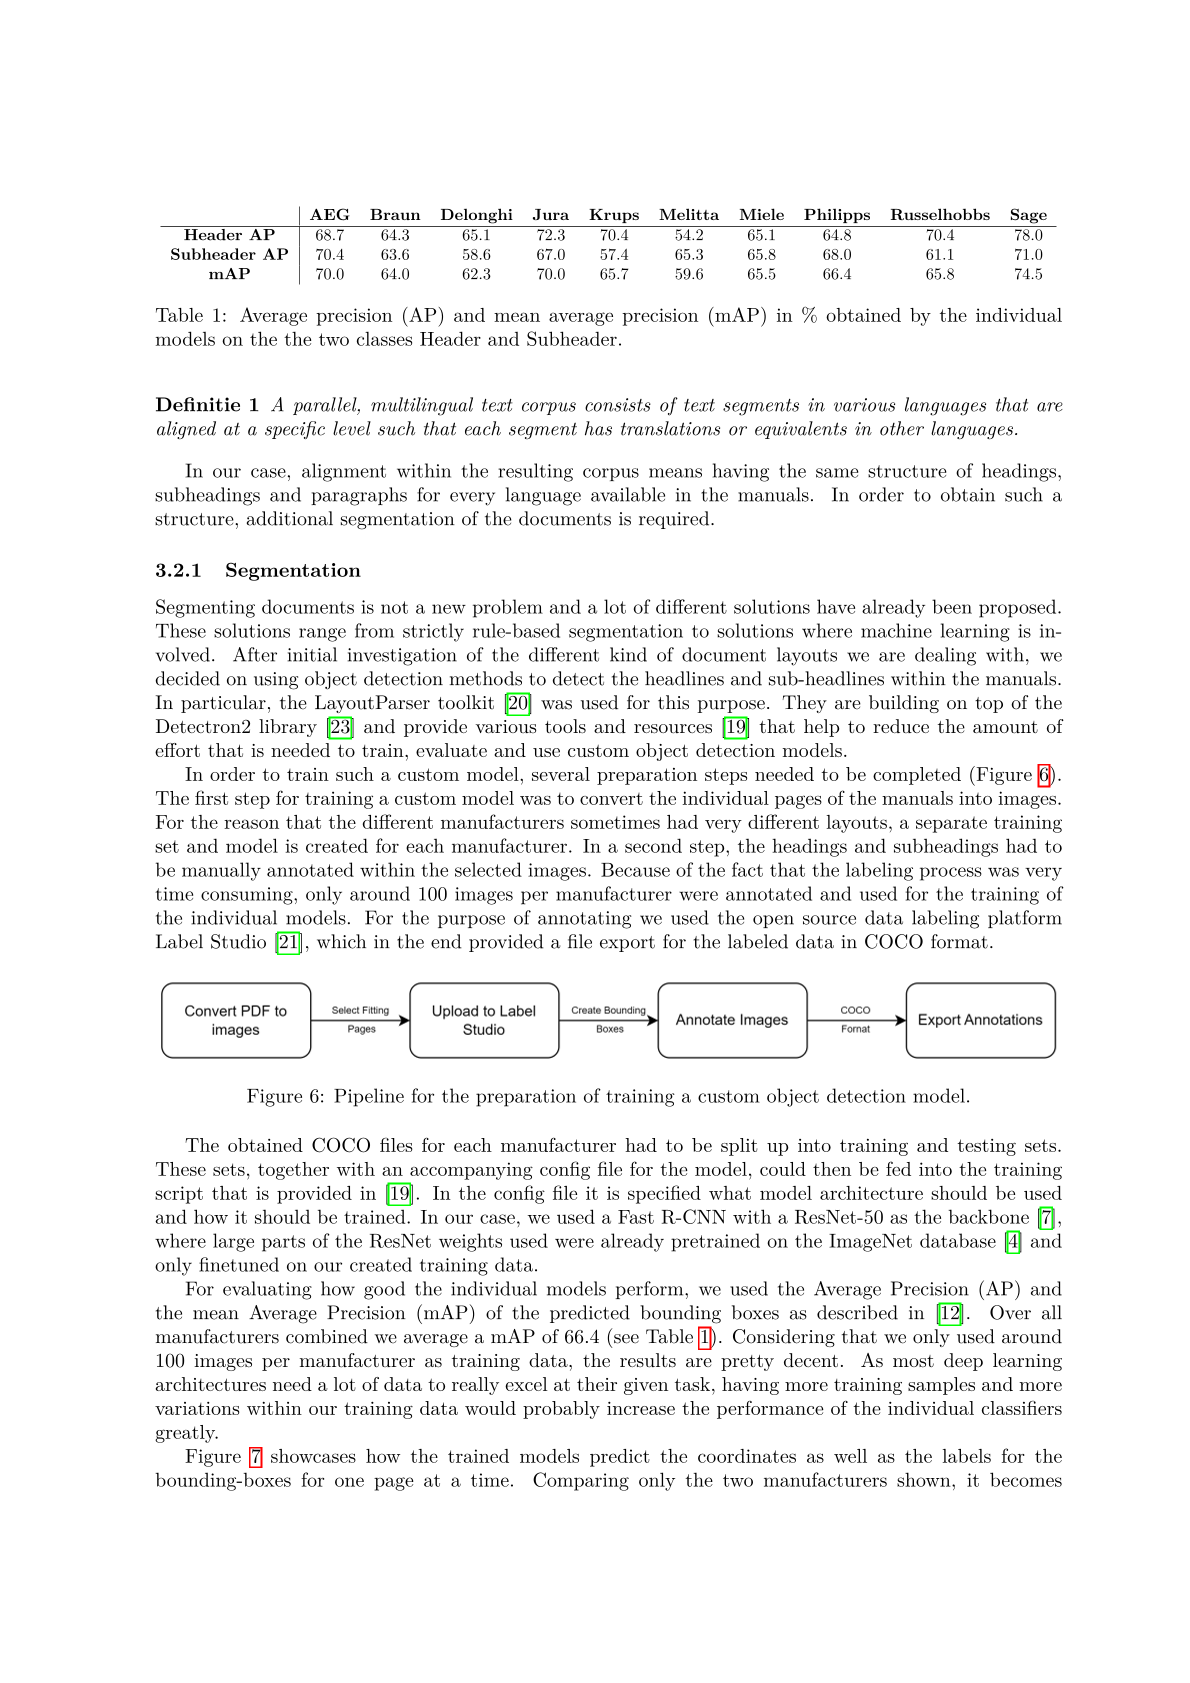 AEG Braun Delonghi Jura Krups Melitta Miele Philipps Russelhobbs Sage
Header AP 68.7 64.3 65.1 72.3 70.4 54.2 65.1 64.8 70.4 78.0
Subheader AP 70.4 63.6 58.6 67.0 57.4 65.3 65.8 68.0 61.1 71.0
mAP 70.0 64.0 62.3 70.0 65.7 59.6 65.5 66.4 65.8 74.5
Table 1: Average precision (AP) and mean average precision (mAP) in % obtained by the individual
models on the the two classes Header and Subheader.
Definitie 1 A parallel, multilingual text corpus consists of text segments in various languages that are
aligned at a specific level such that each segment has translations or equivalents in other languages.
In our case, alignment within the resulting corpus means having the same structure of headings,
subheadings and paragraphs for every language available in the manuals. In order to obtain such a
structure, additional segmentation of the documents is required.
3.2.1 Segmentation
Segmenting documents is not a new problem and a lot of different solutions have already been proposed.
These solutions range from strictly rule-based segmentation to solutions where machine learning is in-
volved. After initial investigation of the different kind of document layouts we are dealing with, we
decided on using object detection methods to detect the headlines and sub-headlines within the manuals.
In particular, the LayoutParser toolkit [20] was used for this purpose. They are building on top of the
Detectron2 library [23] and provide various tools and resources [19] that help to reduce the amount of
effort that is needed to train, evaluate and use custom object detection models.
In order to train such a custom model, several preparation steps needed to be completed (Figure 6).
The first step for training a custom model was to convert the individual pages of the manuals into images.
For the reason that the different manufacturers sometimes had very different layouts, a separate training
set and model is created for each manufacturer. In a second step, the headings and subheadings had to
be manually annotated within the selected images. Because of the fact that the labeling process was very
time consuming, only around 100 images per manufacturer were annotated and used for the training of
the individual models. For the purpose of annotating we used the open source data labeling platform
Label Studio [21], which in the end provided a file export for the labeled data in COCO format.
Convert PDF to
images
Select Fitting
Pages
Upload to Label
Studio
Create Bounding
Boxes
Annotate Images
COCO
Fornat
Export Annotations
Figure 6: Pipeline for the preparation of training a custom object detection model.
The obtained COCO files for each manufacturer had to be split up into training and testing sets.
These sets, together with an accompanying config file for the model, could then be fed into the training
script that is provided in [19]. In the config file it is specified what model architecture should be used
and how it should be trained. In our case, we used a Fast R-CNN with a ResNet-50 as the backbone [7],
where large parts of the ResNet weights used were already pretrained on the ImageNet database [4] and
only finetuned on our created training data.
For evaluating how good the individual models perform, we used the Average Precision (AP) and
the mean Average Precision (mAP) of the predicted bounding boxes as described in [12]. Over all
manufacturers combined we average a mAP of 66.4 (see Table 1). Considering that we only used around
100 images per manufacturer as training data, the results are pretty decent. As most deep learning
architectures need a lot of data to really excel at their given task, having more training samples and more
variations within our training data would probably increase the performance of the individual classifiers
greatly.
Figure 7 showcases how the trained models predict the coordinates as well as the labels for the
bounding-boxes for one page at a time. Comparing only the two manufacturers shown, it becomes